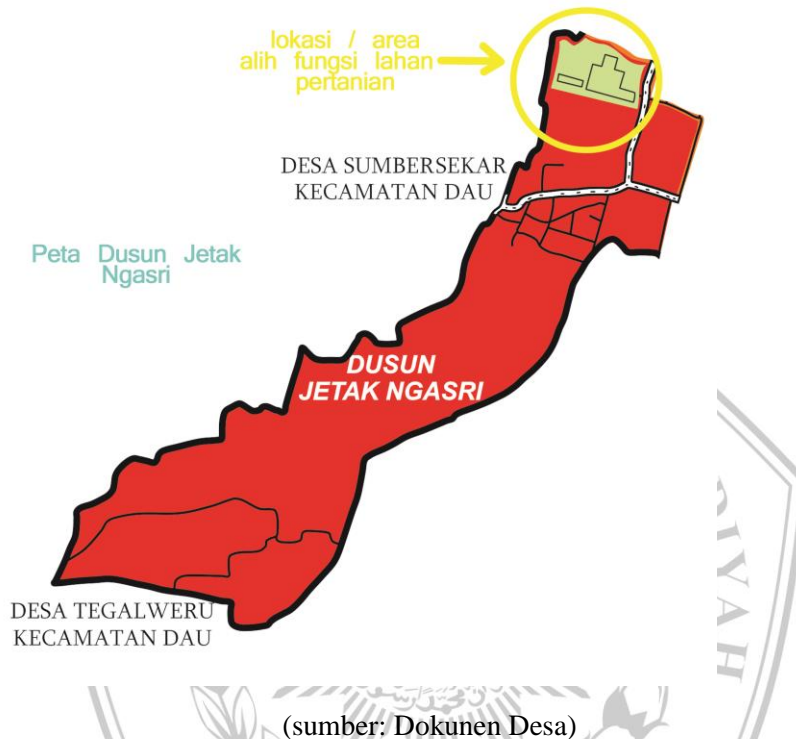 lokasi / area
alih fungsi lahan
pertanian
DESA SUMBERSEKAR
KECAMATAN DAU
Peta Dusun Jetak
Ngasri
DUSUN
JETAK NGASRI
DIYAH
DESA TEGALWERU
KECAMATAN DAU
(sumber: Dokunen Desa)